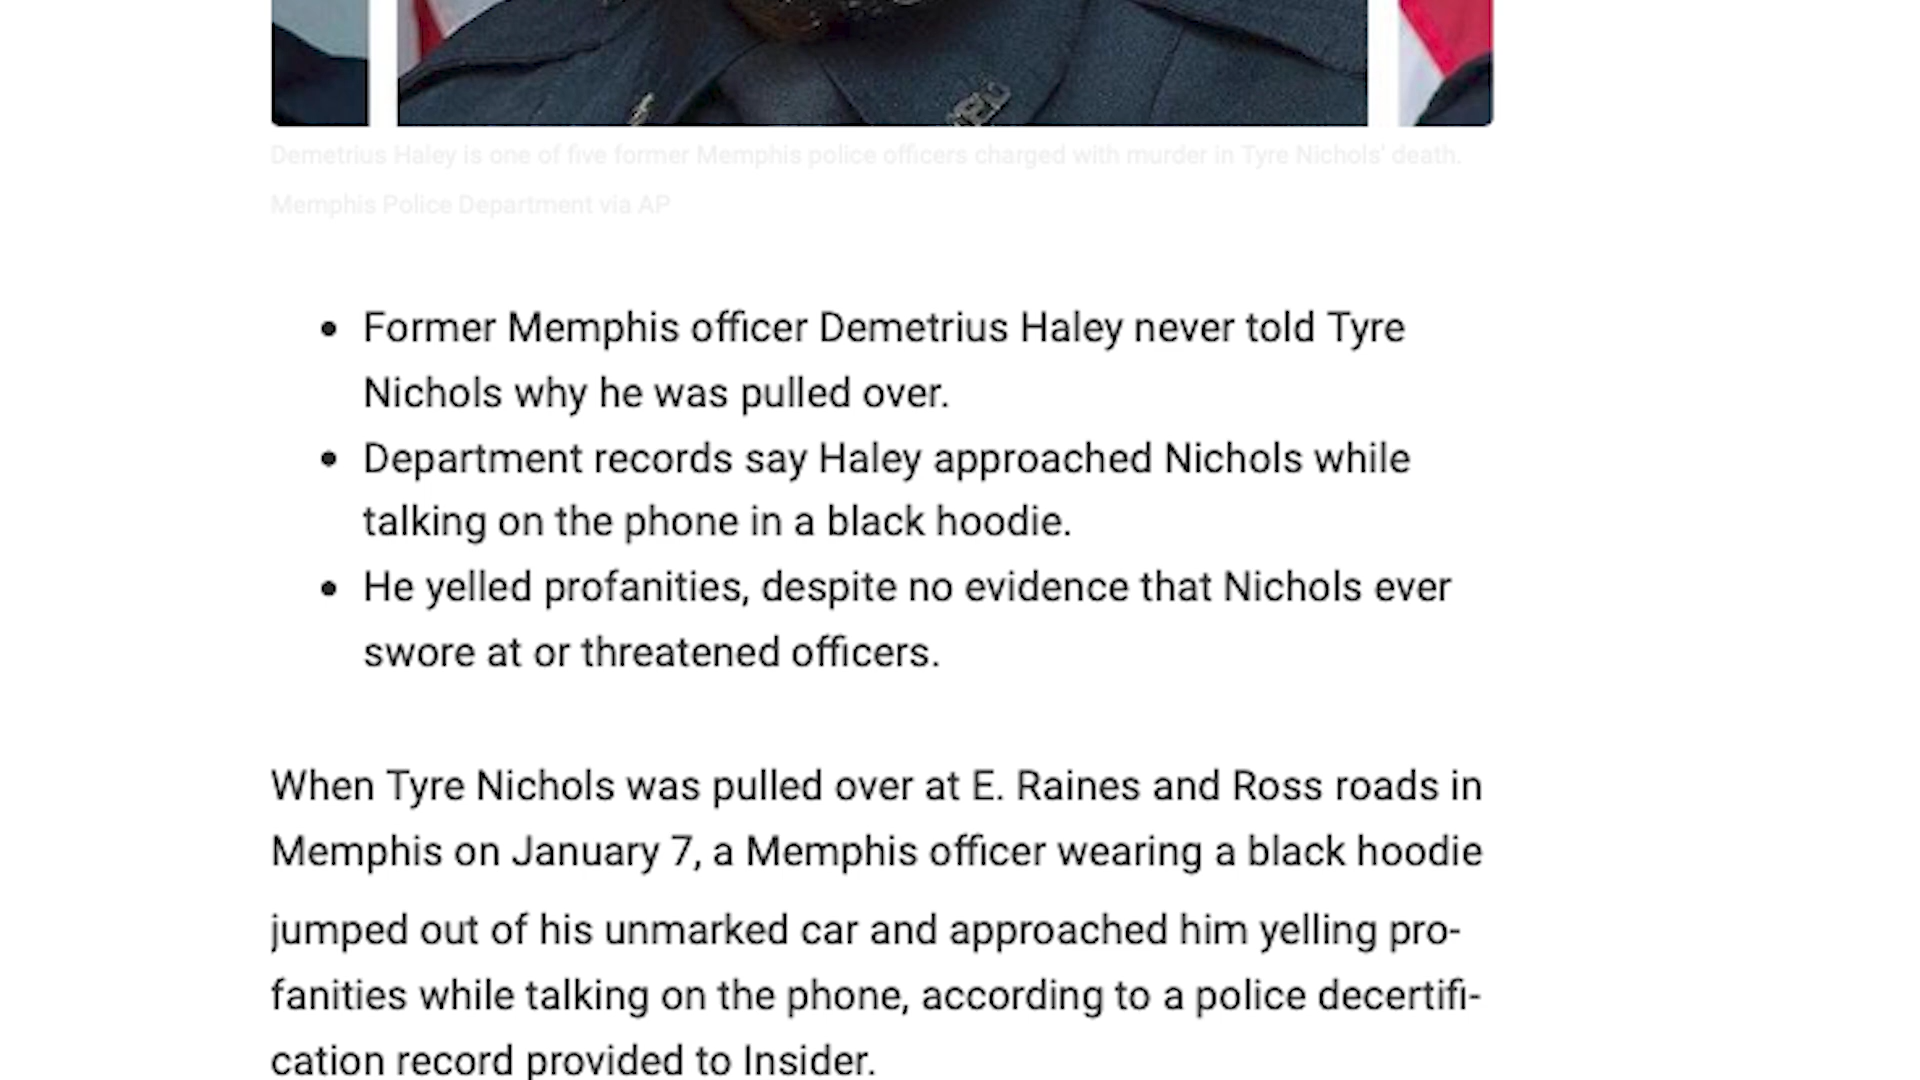 Demetrius Haley is one of five former Memphis police officers charged with murder in Tyre Nichols' death.
Memphis Police Department via AP
• Former Memphis officer Demetrius Haley never told Tyre
Nichols why he was pulled over.
• Department records say Haley approached Nichols while
talking on the phone in a black hoodie.
• He yelled profanities, despite no evidence that Nichols ever
swore at or threatened officers.
When Tyre Nichols was pulled over at E. Raines and Ross roads in
Memphis on January 7, a Memphis officer wearing a black hoodie
jumped out of his unmarked car and approached him yelling pro-
fanities while talking on the phone, according to a police decertifi-
cation record provided to Insider.